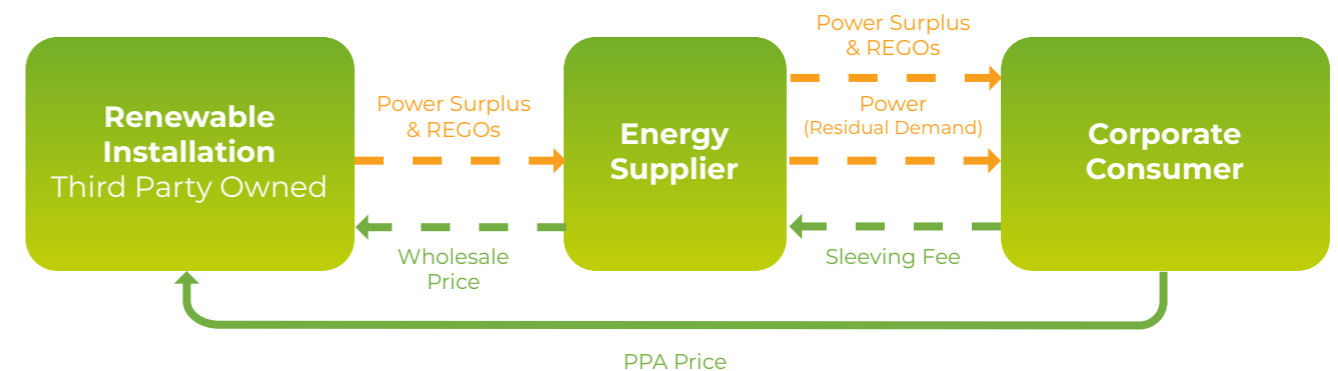 Renewable
Installation
Third Party Owned
Power Surplus
& REGOs
Wholesale
Price
Energy
Supplier
Power Surplus
& REGOs
Power
(Residual Demand)
Sleeving Fee
Corporate
Consumer
PPA Price